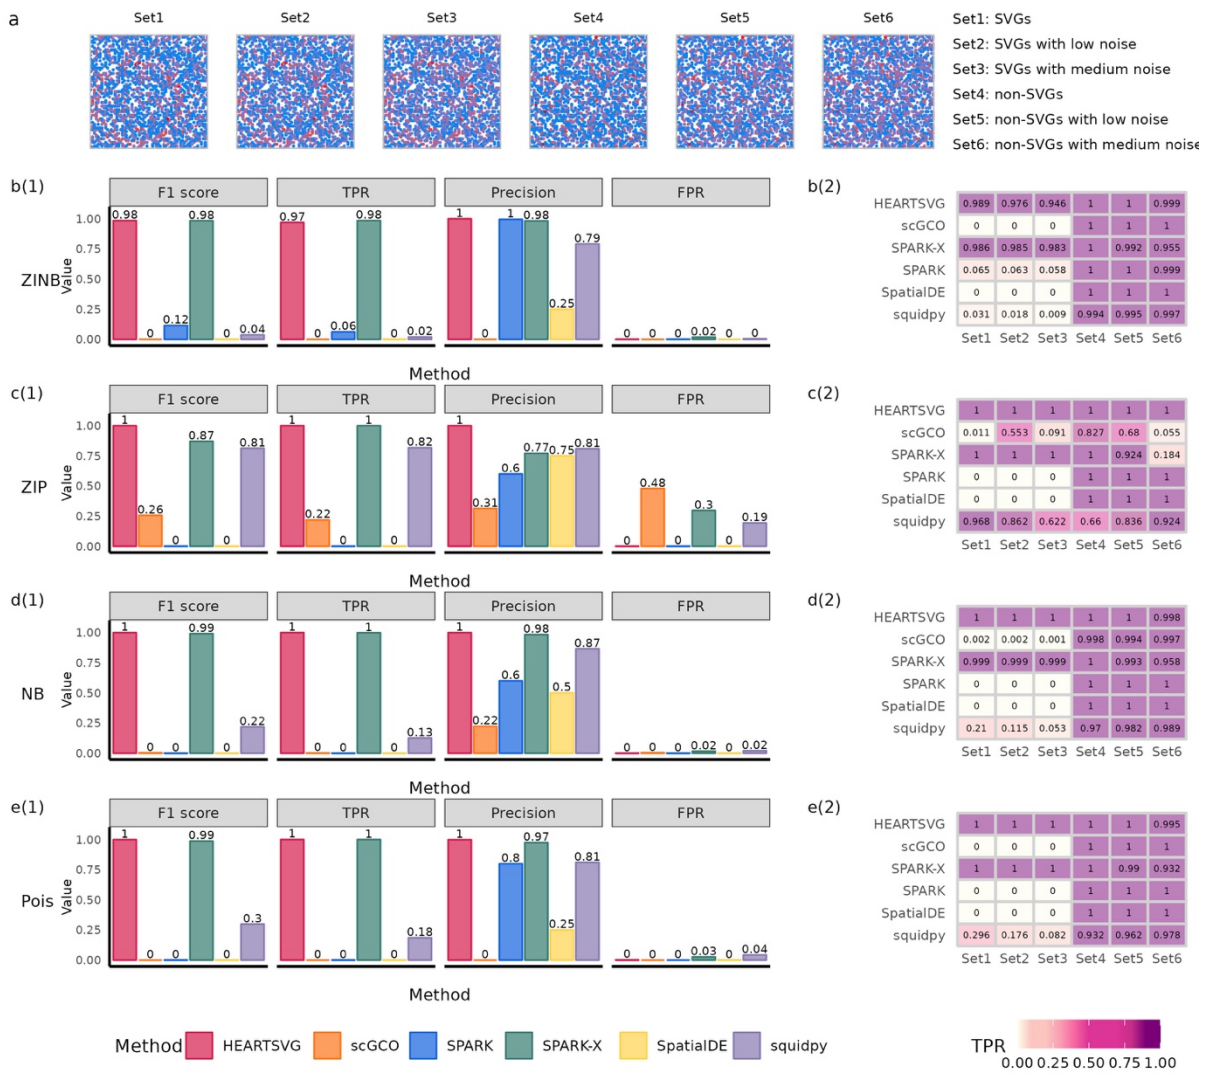 a
Set1 Set2 Set3 Set4 Set5 Set6
Set1: SVGs
Set2: SVGs with low noise
Set3: SVGs with medium noise
Set4: non-SVGs
Set5: non-SVGs with low noise
Set6: non-SVGs with medium noise
b(1)
F1 score TPR Precision FPR
ZINB
Value
1.00
0.75
0.50
0.25
0.00
0.98 0 0.12 0.98 0 0.04
0.97 0 0.06 0.98 0 0.02
1 0 1 0.98 0.25 0.79
0 0 0 0.02 0 0
Method
b(2)
HEARTSVG 0.989 0.976 0.946 1 1 0.999
scGCO 0 0 0 1 1 1
SPARK-X 0.986 0.985 0.983 1 0.992 0.955
SPARK 0.065 0.063 0.058 1 1 0.999
SpatialDE 0 0 0 1 1 1
squidpy 0.031 0.018 0.009 0.994 0.995 0.997
Set1 Set2 Set3 Set4 Set5 Set6
c(1)
F1 score TPR Precision FPR
ZIP
Value
1.00
0.75
0.50
0.25
0.00
1 0.26 0 0.87 0 0.81
1 0.22 0 1 0 0.82
1 0.31 0.6 0.77 0.75 0.81
0 0.48 0 0.3 0 0.19
Method
c(2)
HEARTSVG 1 1 1 1 1 1
scGCO 0.011 0.553 0.091 0.827 0.68 0.055
SPARK-X 1 1 1 1 0.924 0.184
SPARK 0 0 0 1 1 1
SpatialDE 0 0 0 1 1 1
squidpy 0.968 0.862 0.622 0.66 0.836 0.924
Set1 Set2 Set3 Set4 Set5 Set6
d(1)
F1 score TPR Precision FPR
NB
Value
1.00
0.75
0.50
0.25
0.00
1 0 0 0.99 0 0.22
1 0 0 1 0 0.13
1 0.22 0.6 0.98 0.5 0.87
0 0 0 0.02 0 0.02
Method
d(2)
HEARTSVG 1 1 1 1 1 0.998
scGCO 0.002 0.002 0.001 0.998 0.994 0.997
SPARK-X 0.999 0.999 0.999 1 0.993 0.958
SPARK 0 0 0 1 1 1
SpatialDE 0 0 0 1 1 1
squidpy 0.21 0.115 0.053 0.97 0.982 0.989
Set1 Set2 Set3 Set4 Set5 Set6
e(1)
F1 score TPR Precision FPR
Pois
Value
1.00
0.75
0.50
0.25
0.00
1 0 0 0.99 0 0.3
1 0 0 1 0 0.18
1 0 0.8 0.97 0.25 0.81
0 0 0 0.03 0 0.04
Method
e(2)
HEARTSVG 1 1 1 1 1 0.995
scGCO 0 0 0 1 1 1
SPARK-X 1 1 1 1 0.99 0.932
SPARK 0 0 0 1 1 1
SpatialDE 0 0 0 1 1 1
squidpy 0.296 0.176 0.082 0.932 0.962 0.978
Set1 Set2 Set3 Set4 Set5 Set6
Method HEARTSVG scGCO SPARK SPARK-X SpatialDE squidpy
TPR
0.00 0.25 0.50 0.75 1.00